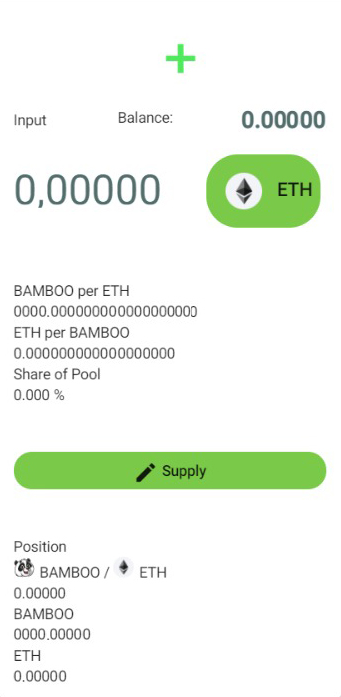 Input Balance: 0.00000
0,00000 ETH
BAMBOO per ETH
0000.000000000000000000
ETH per BAMBOO
0.000000000000000000
Share of Pool
0.000 %
Supply
Position
BAMBOO / ETH
0.00000
BAMBOO
0000.00000
ETH
0.00000